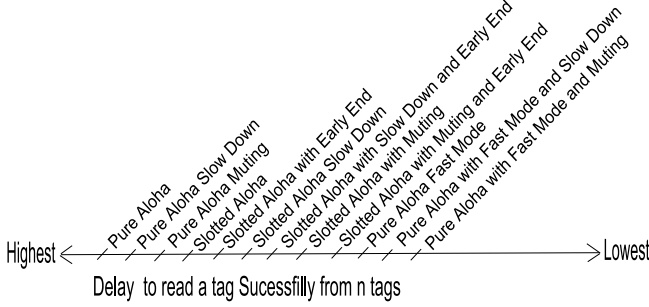 Pure Aloha
Pure Aloha Slow Down
Pure Aloha Muting
Slotted Aloha
Slotted Aloha with Early End
Slotted Aloha Slow Down
Slotted Aloha with Slow Down and Early End
Slotted Aloha with Muting
Slotted Aloha with Muting and Early End
Pure Aloha Fast Mode
Pure Aloha with Fast Mode and Slow Down
Pure Aloha with Fast Mode and Muting
Highest
Lowest
Delay to read a tag Sucessfilly from n tags